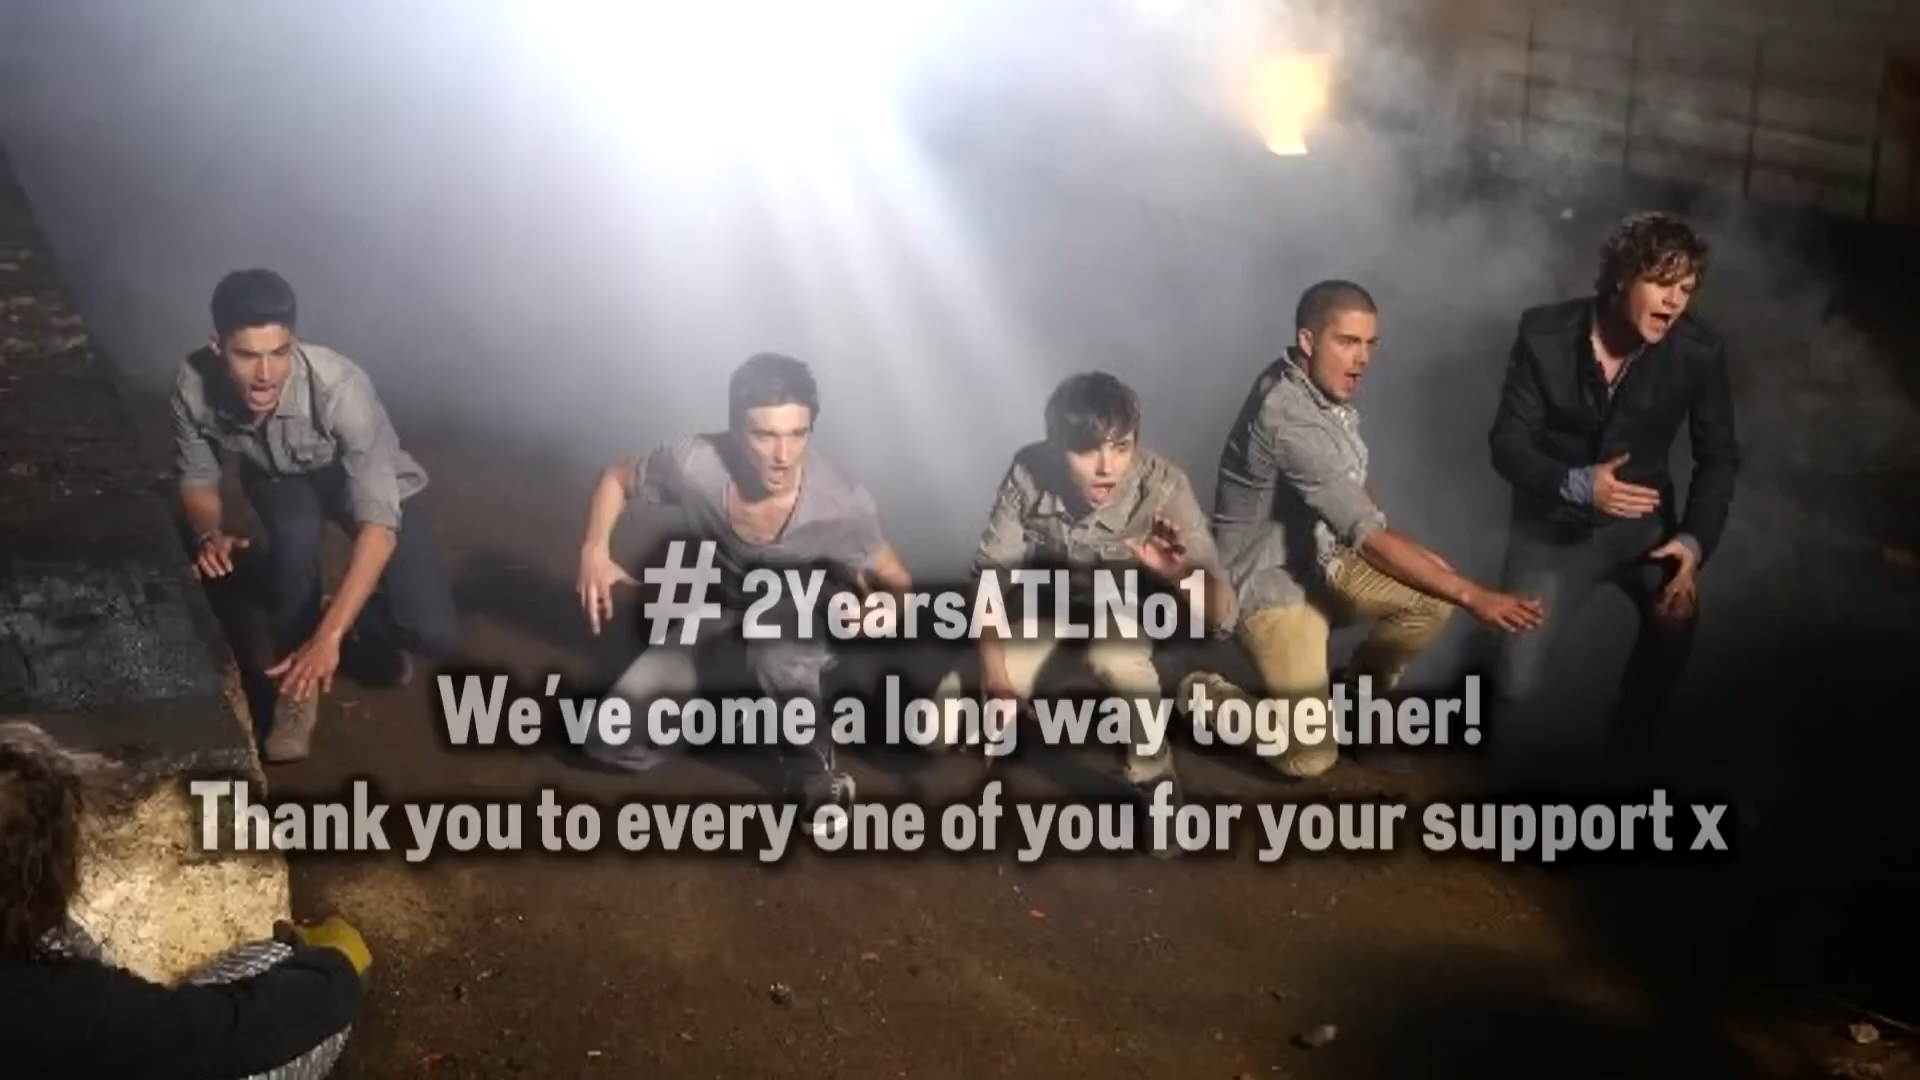 # 2YearsATLNo1
We've come a long way together!
Thank you to every one of you for your support x